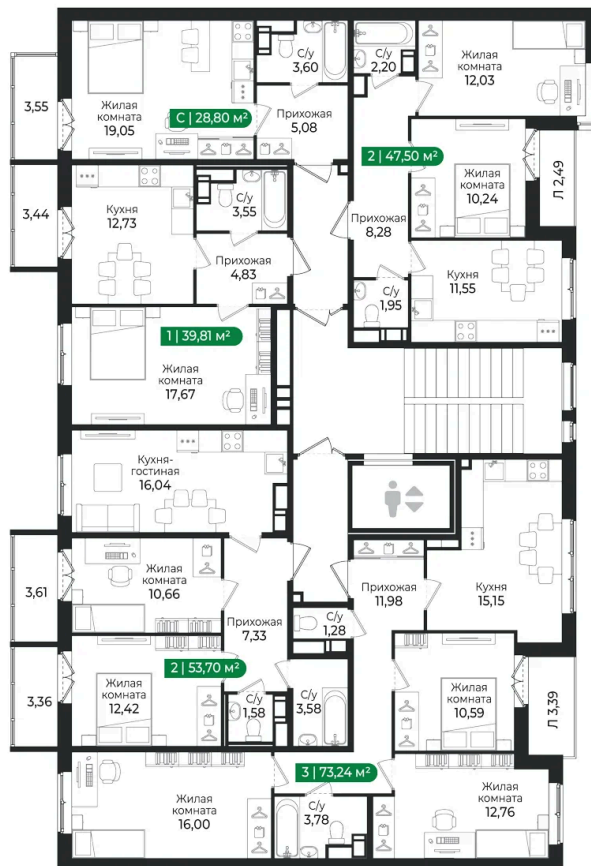 3,55
Жилая
комната
19,05
С | 28,80 м²
С/у
3,60
Прихожая
5,08
С/у
2,20
Жилая
комната
12,03
2 | 47,50 м²
Жилая
комната
10,24
Л 2,49
3,44
Кухня
12,73
С/у
3,55
Прихожая
4,83
Прихожая
8,28
С/у
1,95
Кухня
11,55
1 | 39,81 м²
Жилая
комната
17,67
Кухня-
гостиная
16,04
3,61
Жилая
комната
10,66
Прихожая
7,33
С/у
1,28
Прихожая
11,98
Кухня
15,15
3,36
Жилая
комната
12,42
2 | 53,70 м²
С/у
1,58
С/у
3,58
Жилая
комната
10,59
Л 3,39
Жилая
комната
16,00
3 | 73,24 м²
С/у
3,78
Жилая
комната
12,76